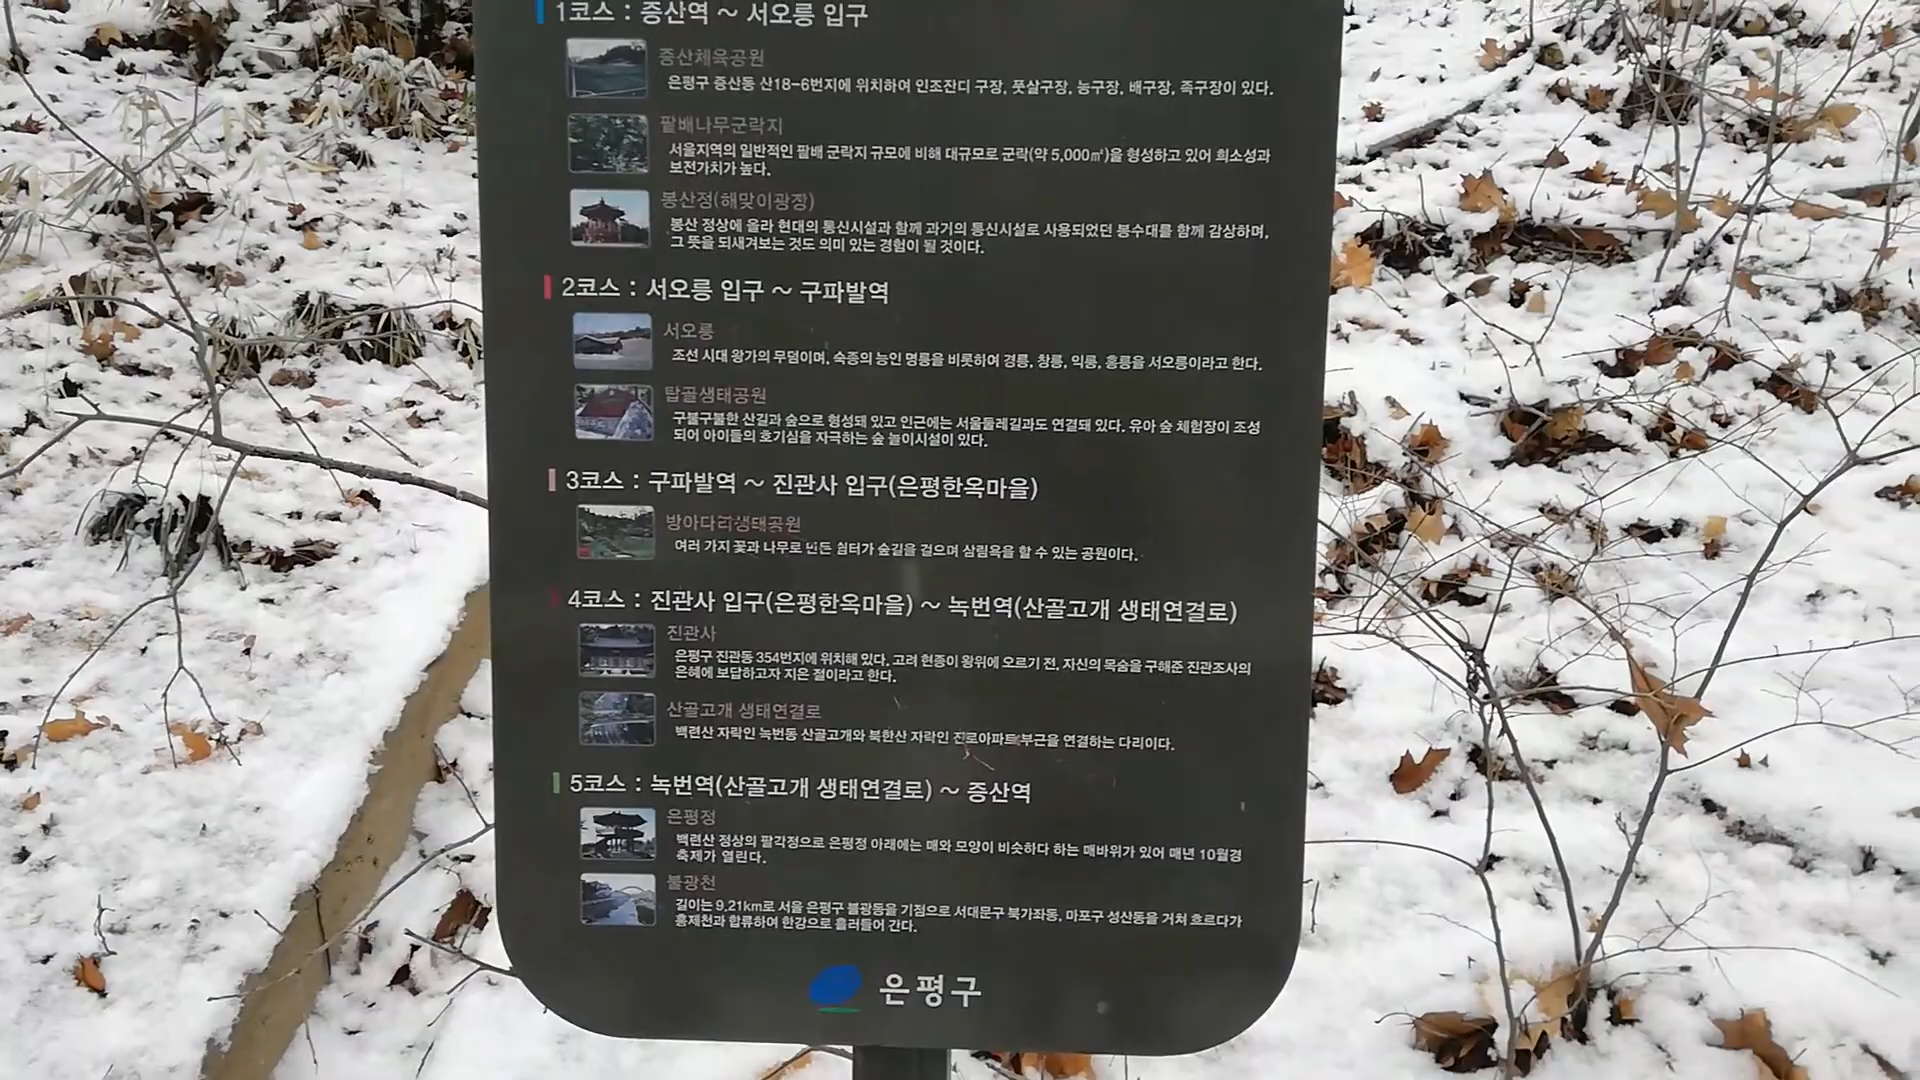 1코스 : 증산역 ~ 서오릉 입구
증산체육공원
은평구 증산동 산18-6번지에 위치하여 인조잔디 구장, 풋살구장, 농구장, 배구장, 족구장이 있다.
팥배나무군락지
서울지역의 일반적인 팥배 군락지 규모에 비해 대규모로 군락(약 5,000㎡)을 형성하고 있어 희소성과
보전가치가 높다.
봉산정(해맞이광장)
봉산 정상에 올라 현대의 통신시설과 함께 과거의 통신시설로 사용되었던 봉수대를 함께 감상하며,
그 뜻을 되새겨보는 것도 의미 있는 경험이 될 것이다.
2코스 : 서오릉 입구 ~ 구파발역
서오릉
조선 시대 왕가의 무덤이며, 숙종의 능인 명릉을 비롯하여 경릉, 창릉, 익릉, 홍릉을 서오릉이라고 한다.
탑골생태공원
구불구불한 산길과 숲으로 형성돼 있고 인근에는 서울둘레길과도 연결돼 있다. 유아 숲 체험장이 조성
되어 아이들의 호기심을 자극하는 숲 놀이시설이 있다.
3코스 : 구파발역 ~ 진관사 입구(은평한옥마을)
방아다리생태공원
여러 가지 꽃과 나무로 만든 쉼터가 숲길을 걸으며 삼림욕을 할 수 있는 공원이다.
4코스 : 진관사 입구(은평한옥마을) ~ 녹번역(산골고개 생태연결로)
진관사
은평구 진관동 354번지에 위치해 있다. 고려 현종이 왕위에 오르기 전, 자신의 목숨을 구해준 진관조사의
은혜에 보답하고자 지은 절이라고 한다.
산골고개 생태연결로
백련산 자락인 녹번동 산골고개와 북한산 자락인 진로아파트 부근을 연결하는 다리이다.
5코스 : 녹번역(산골고개 생태연결로) ~ 증산역
은평정
백련산 정상의 팔각정으로 은평정 아래에는 매와 모양이 비슷하다 하는 매바위가 있어 매년 10월경
축제가 열린다.
불광천
길이는 9.21km로 서울 은평구 불광동을 기점으로 서대문구 북가좌동, 마포구 성산동을 거쳐 흐르다가
홍제천과 합류하여 한강으로 흘러들어 간다.
은평구